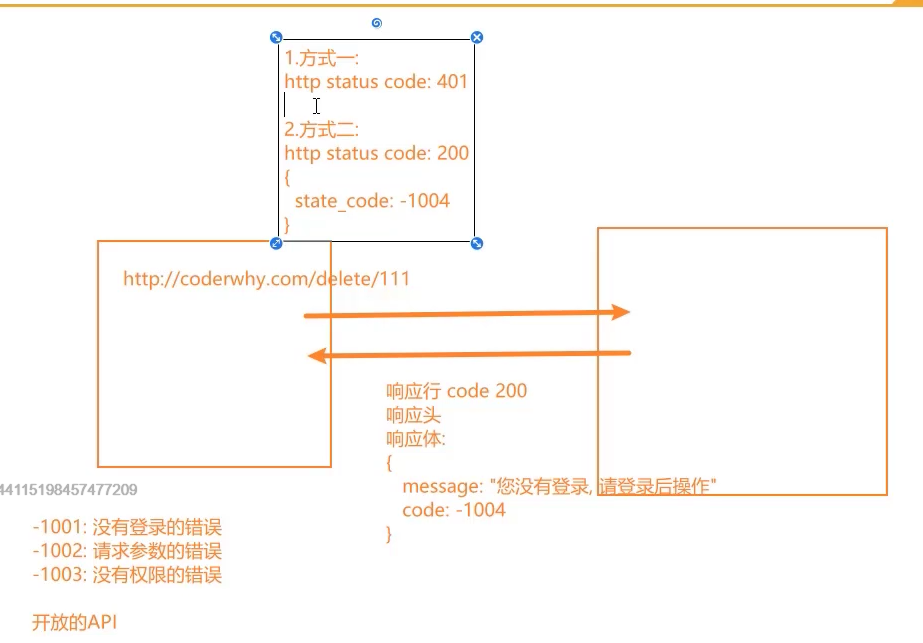 1.方式一:
http status code: 401
2.方式二:
http status code: 200
{
state_code: -1004
}
http://coderwhy.com/delete/111
响应行 code 200
响应头
响应体:
{
message: "您没有登录, 请登录后操作"
code: -1004
}
44115198457477209
-1001: 没有登录的错误
-1002: 请求参数的错误
-1003: 没有权限的错误
开放的API